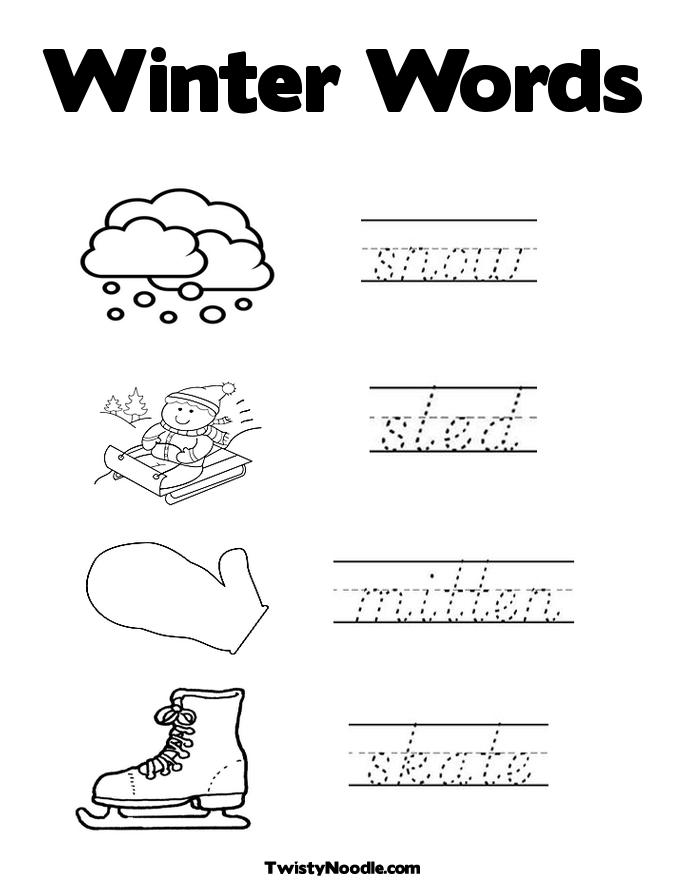 Winter Words
snow
sled
mitten
skate
TwistyNoodle.com